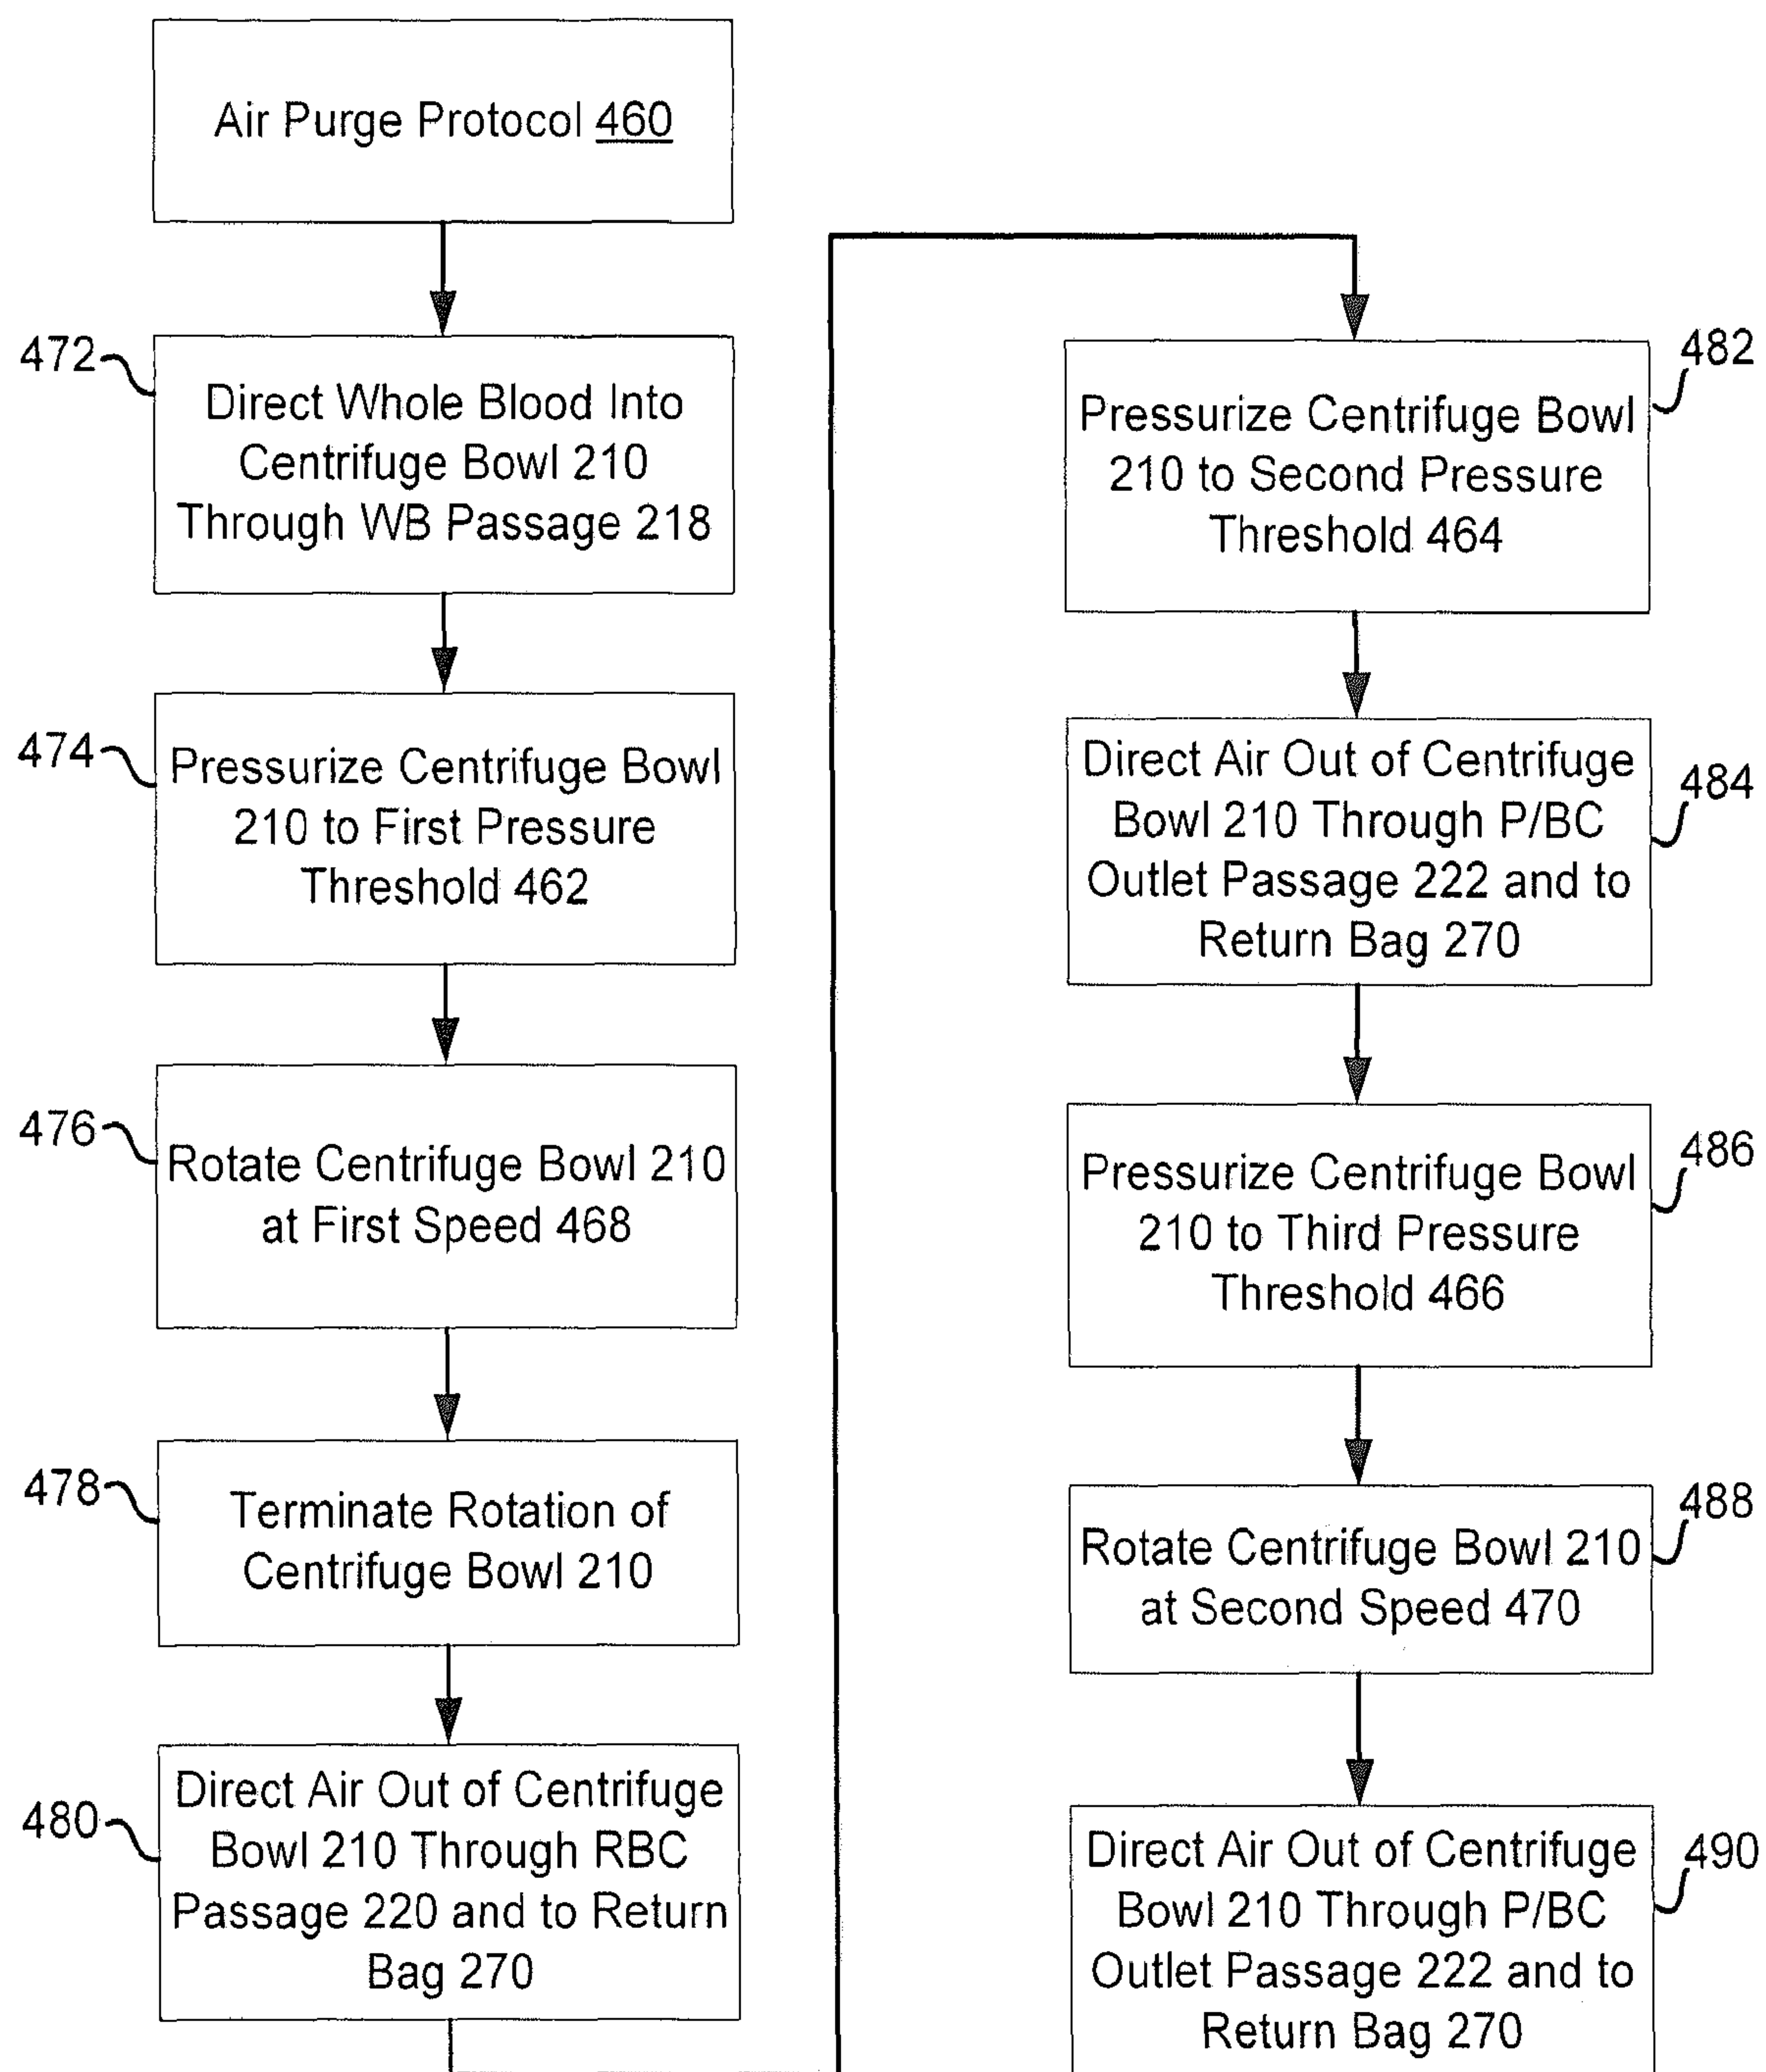 Air Purge Protocol 460
472
Direct Whole Blood Into
Centrifuge Bowl 210
Through WB Passage 218
474
Pressurize Centrifuge Bowl
210 to First Pressure
Threshold 462
476
Rotate Centrifuge Bowl 210
at First Speed 468
478
Terminate Rotation of
Centrifuge Bowl 210
480
Direct Air Out of Centrifuge
Bowl 210 Through RBC
Passage 220 and to Return
Bag 270
482
Pressurize Centrifuge Bowl
210 to Second Pressure
Threshold 464
484
Direct Air Out of Centrifuge
Bowl 210 Through P/BC
Outlet Passage 222 and to
Return Bag 270
486
Pressurize Centrifuge Bowl
210 to Third Pressure
Threshold 466
488
Rotate Centrifuge Bowl 210
at Second Speed 470
490
Direct Air Out of Centrifuge
Bowl 210 Through P/BC
Outlet Passage 222 and to
Return Bag 270